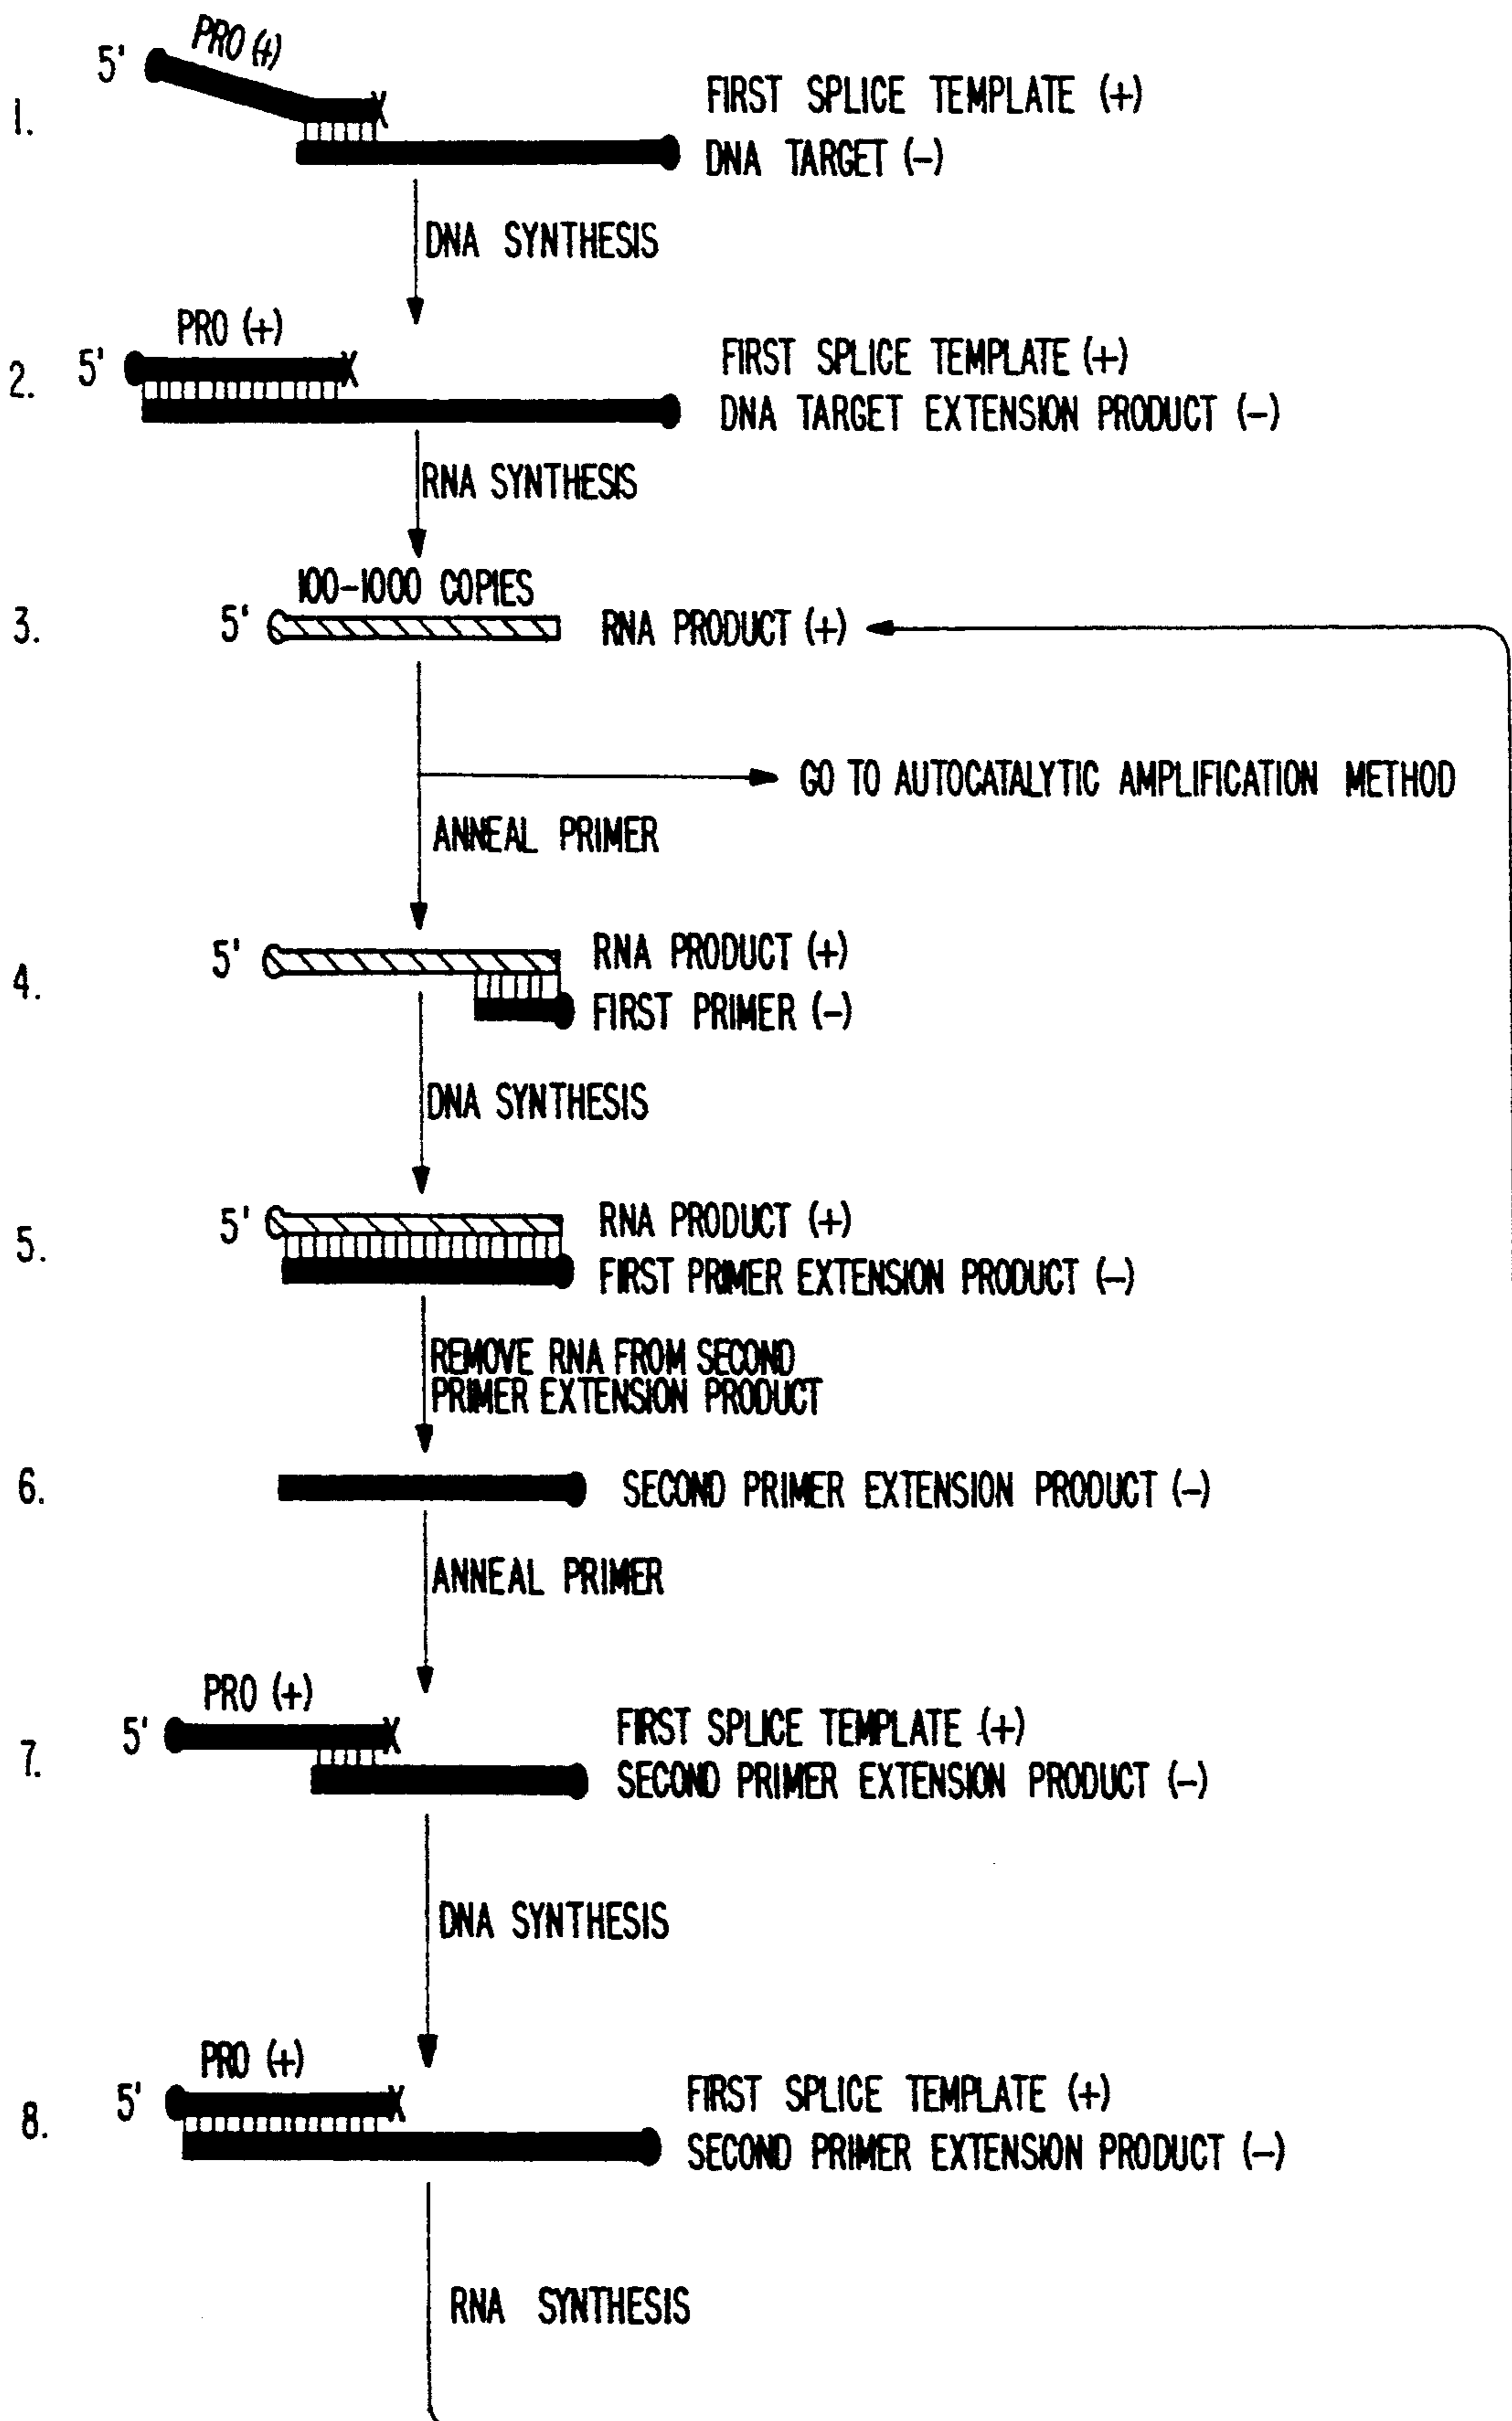 PRO (+)
5'
1.
FIRST SPLICE TEMPLATE (+)
X
DNA TARGET (-)
DNA SYNTHESIS
PRO (+)
2.
5'
X
FIRST SPLICE TEMPLATE (+)
DNA TARGET EXTENSION PRODUCT (-)
RNA SYNTHESIS
100-1000 COPIES
3.
5'
RNA PRODUCT (+)
GO TO AUTOCATALYTIC AMPLIFICATION METHOD
ANNEAL PRIMER
4.
5'
RNA PRODUCT (+)
FIRST PRIMER (-)
DNA SYNTHESIS
5.
5'
RNA PRODUCT (+)
FIRST PRIMER EXTENSION PRODUCT (-)
REMOVE RNA FROM SECOND
PRIMER EXTENSION PRODUCT
6.
SECOND PRIMER EXTENSION PRODUCT (-)
ANNEAL PRIMER
PRO (+)
7.
5'
X
FIRST SPLICE TEMPLATE (+)
SECOND PRIMER EXTENSION PRODUCT (-)
DNA SYNTHESIS
PRO (+)
8.
5'
X
FIRST SPLICE TEMPLATE (+)
SECOND PRIMER EXTENSION PRODUCT (-)
RNA SYNTHESIS